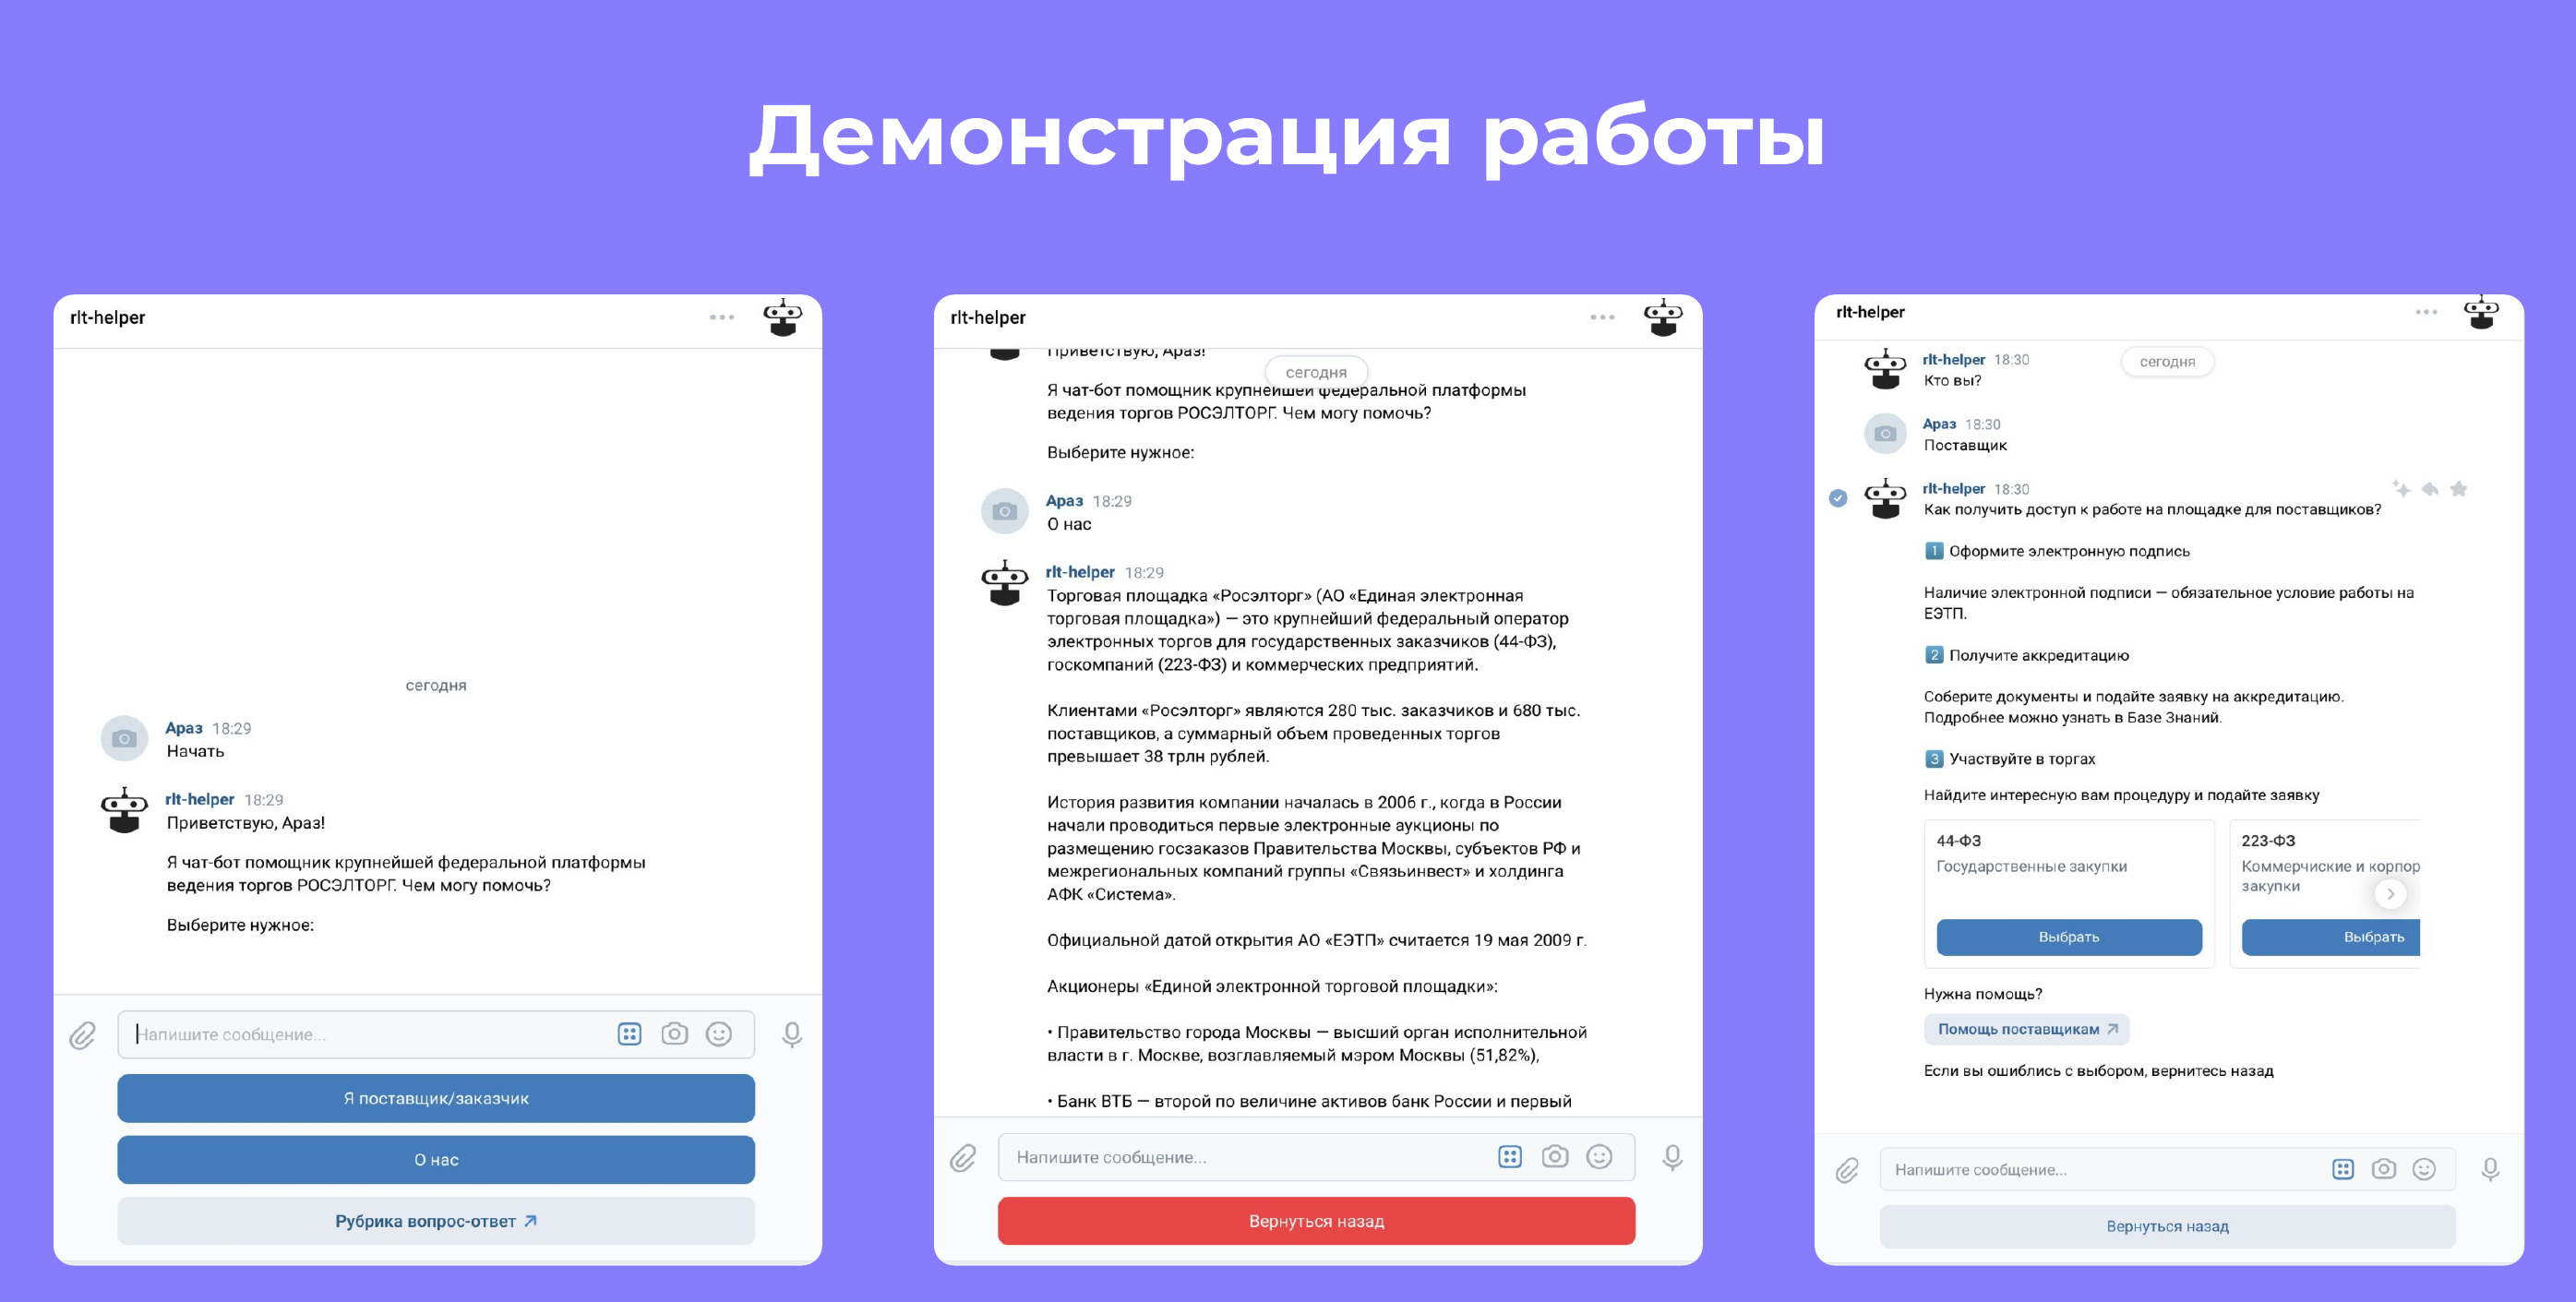 Демонстрация работы
rlt-helper
сегодня
Араз 18:29
Начать
rlt-helper 18:29
Приветствую, Араз!
Я чат-бот помощник крупнейшей федеральной платформы
ведения торгов РОСЭЛТОРГ. Чем могу помочь?
Выберите нужное:
Напишите сообщение...
Я поставщик/заказчик
О нас
Рубрика вопрос-ответ
rlt-helper
Приветствую, Араз!
сегодня
Я чат-бот помощник крупнейшей федеральной платформы
ведения торгов РОСЭЛТОРГ. Чем могу помочь?
Выберите нужное:
Араз 18:29
О нас
rlt-helper 18:29
Торговая площадка «Росэлторг» (АО «Единая электронная
торговая площадка») — это крупнейший федеральный оператор
электронных торгов для государственных заказчиков (44-ФЗ),
госкомпаний (223-ФЗ) и коммерческих предприятий.
Клиентами «Росэлторг» являются 280 тыс. заказчиков и 680 тыс.
поставщиков, а суммарный объем проведенных торгов
превышает 38 трлн рублей.
История развития компании началась в 2006 г., когда в России
начали проводиться первые электронные аукционы по
размещению госзаказов Правительства Москвы, субъектов РФ и
межрегиональных компаний группы «Связьинвест» и холдинга
АФК «Система».
Официальной датой открытия АО «ЕЭТП» считается 19 мая 2009 г.
Акционеры «Единой электронной торговой площадки»:
• Правительство города Москвы — высший орган исполнительной
власти в г. Москве, возглавляемый мэром Москвы (51,82%),
• Банк ВТБ — второй по величине активов банк России и первый
Напишите сообщение...
Вернуться назад
rlt-helper
rlt-helper 18:30
сегодня
Кто вы?
Араз 18:30
Поставщик
rlt-helper 18:30
Как получить доступ к работе на площадке для поставщиков?
1 Оформите электронную подпись
Наличие электронной подписи — обязательное условие работы на
ЕЭТП.
2 Получите аккредитацию
Соберите документы и подайте заявку на аккредитацию.
Подробнее можно узнать в Базе Знаний.
3 Участвуйте в торгах
Найдите интересную вам процедуру и подайте заявку
44-ФЗ
Государственные закупки
Выбрать
223-ФЗ
Коммерчиские и корпор
закупки
Выбрать
Нужна помощь?
Помощь поставщикам
Если вы ошиблись с выбором, вернитесь назад
Напишите сообщение...
Вернуться назад